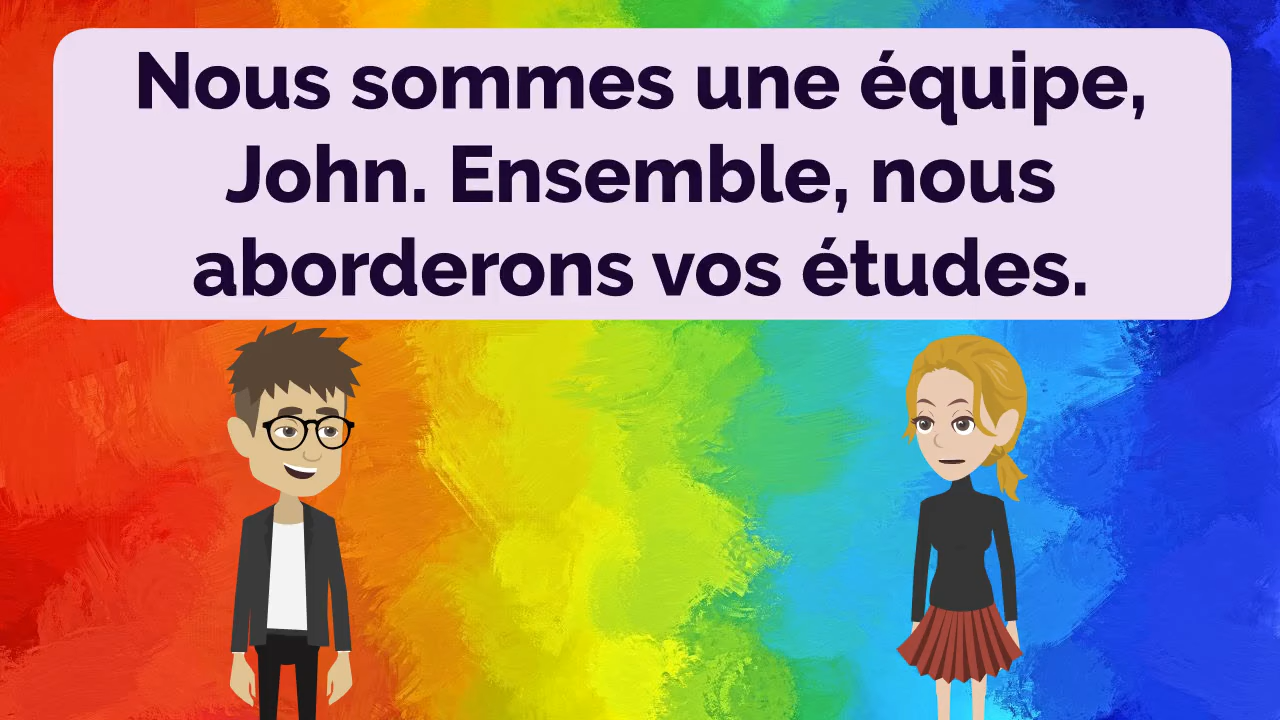 Nous sommes une équipe,
John. Ensemble, nous
aborderons vos études.